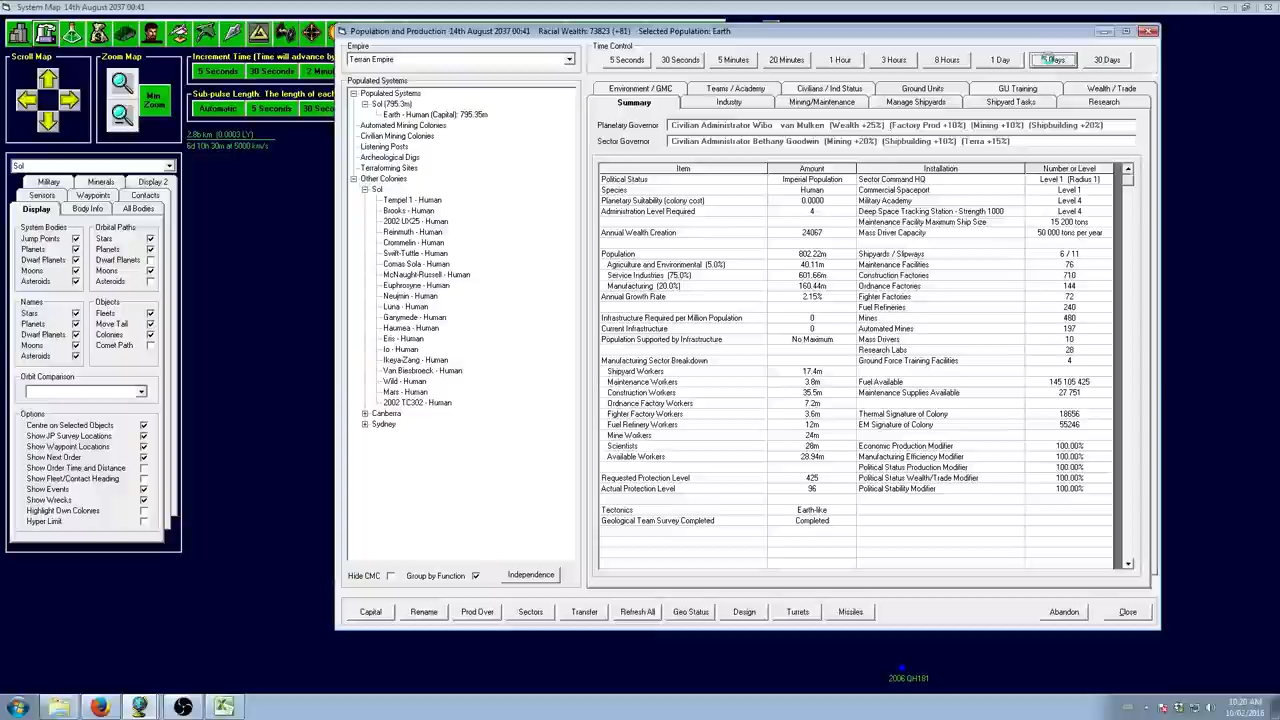 System Map 14th August 2037 00:41
Population and Production 14th August 2037 00:41 Racial Wealth: 73823 (+81) Selected Population: Earth
Scroll Map
Zoom Map
Min Zoom
Increment Time (Time will advance by
5 Seconds
30 Seconds
2 Minu
Sub-pulse Length. The length of each
Automatic
5 Seconds
30 Sec
2.8b km (0.0003 LY)
6d 10h 30m at 5000 km/s
Sol
Military
Minerals
Display 2
Sensors
Waypoints
Contacts
Display
Body Info
All Bodies
System Bodies
Jump Points
Planets
Dwarf Planets
Moons
Asteroids
Orbital Paths
Stars
Planets
Dwarf Planets
Moons
Asteroids
Names
Stars
Planets
Dwarf Planets
Moons
Asteroids
Objects
Fleets
Move Tail
Colonies
Comet Path
Orbit Comparison
Options
Centre on Selected Objects
Show JP Survey Locations
Show Waypoint Locations
Show Next Order
Show Order Time and Distance
Show Fleet/Contact Heading
Show Events
Show Wrecks
Highlight Own Colonies
Hyper Limit
Empire
Terran Empire
Populated Systems
Populated Systems
Sol (795.3m)
Earth - Human (Capital): 795.35m
Automated Mining Colonies
Civilian Mining Colonies
Listening Posts
Archeological Digs
Terraforming Sites
Other Colonies
Sol
Tempel 1 - Human
Brooks - Human
2002 UX25 - Human
Reinmuth - Human
Crommelin - Human
Swift-Tuttle - Human
Comas Sola - Human
McNaught-Russell - Human
Euphrosyne - Human
Neujmin - Human
Luna - Human
Ganymede - Human
Haumea - Human
Eris - Human
Io - Human
Ikeya-Zang - Human
Van Biesbroeck - Human
Wild - Human
Mars - Human
2002 TC302 - Human
Canberra
Sydney
Hide CMC
Group by Function
Independence
Time Control
5 Seconds
30 Seconds
5 Minutes
20 Minutes
1 Hour
3 Hours
8 Hours
1 Day
30 Days
Environment / GMC
Teams / Academy
Civilians / Ind Status
Ground Units
GU Training
Wealth / Trade
Summary
Industry
Mining/Maintenance
Manage Shipyards
Shipyard Tasks
Research
Planetary Governor
Civilian Administrator Wibo van Mulken (Wealth +25%) (Factory Prod +10%) (Mining +10%) (Shipbuilding +20%)
Sector Governor
Civilian Administrator Bethany Goodwin (Mining +20%) (Shipbuilding +10%) (Terra +15%)
Item Amount Installation Number or Level
Political Status Imperial Population Sector Command HQ Level 1 (Radius 1)
Species Human Commercial Spaceport Level 1
Planetary Suitability (colony cost) 0.0000 Military Academy Level 4
Administration Level Required 4 Deep Space Tracking Station - Strength 1000 Level 4
Maintenance Facility Maximum Ship Size 15 200 tons
Annual Wealth Creation 24067 Mass Driver Capacity 50 000 tons per year
Population 802.22m Shipyards / Slipways 6 / 11
Agriculture and Environmental (5.0%) 40.11m Maintenance Facilities 76
Service Industries (75.0%) 601.66m Construction Factories 710
Manufacturing (20.0%) 160.44m Ordnance Factories 144
Annual Growth Rate 2.15% Fighter Factories 72
Fuel Refineries 240
Infrastructure Required per Million Population 0 Mines 480
Current Infrastructure 0 Automated Mines 197
Population Supported by Infrastructure No Maximum Mass Drivers 10
Research Labs 28
Manufacturing Sector Breakdown Ground Force Training Facilities 4
Shipyard Workers 17.4m
Maintenance Workers 3.8m Fuel Available 145 105 425
Construction Workers 35.5m Maintenance Supplies Available 27 751
Ordnance Factory Workers 7.2m
Fighter Factory Workers 3.6m Thermal Signature of Colony 18656
Fuel Refinery Workers 12m EM Signature of Colony 55246
Mine Workers 24m
Scientists 28m Economic Production Modifier 100.00%
Available Workers 28.94m Manufacturing Efficiency Modifier 100.00%
Political Status Production Modifier 100.00%
Requested Protection Level 425 Political Status Wealth/Trade Modifier 100.00%
Actual Protection Level 96 Political Stability Modifier 100.00%
Tectonics Earth-like
Geological Team Survey Completed Completed
Capital
Rename
Prod Over
Sectors
Transfer
Refresh All
Geo Status
Design
Turrets
Missiles
Abandon
Close
2006 QH181
10:20 AM
10/02/2016